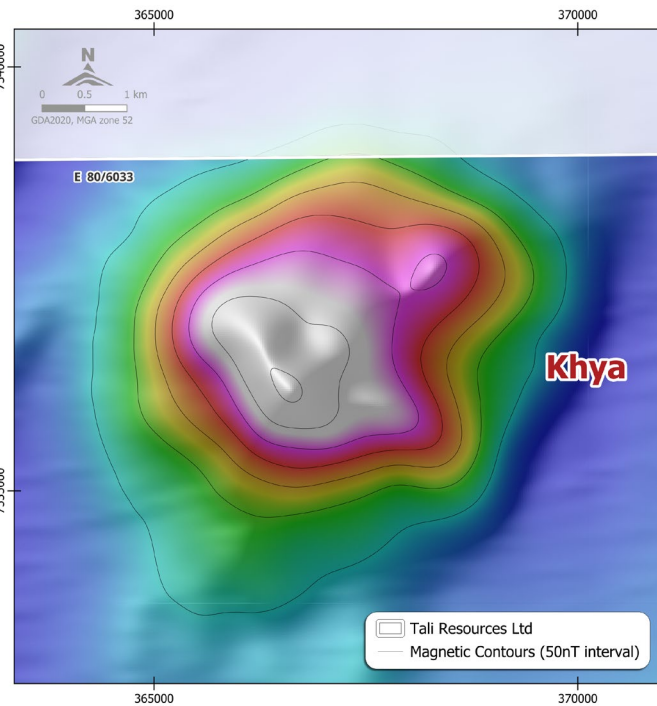 365000
370000
N
0 0.5 1 km
GDA2020, MGA zone 52
E 80/6033
Khya
Tali Resources Ltd
Magnetic Contours (50nT interval)
365000
370000